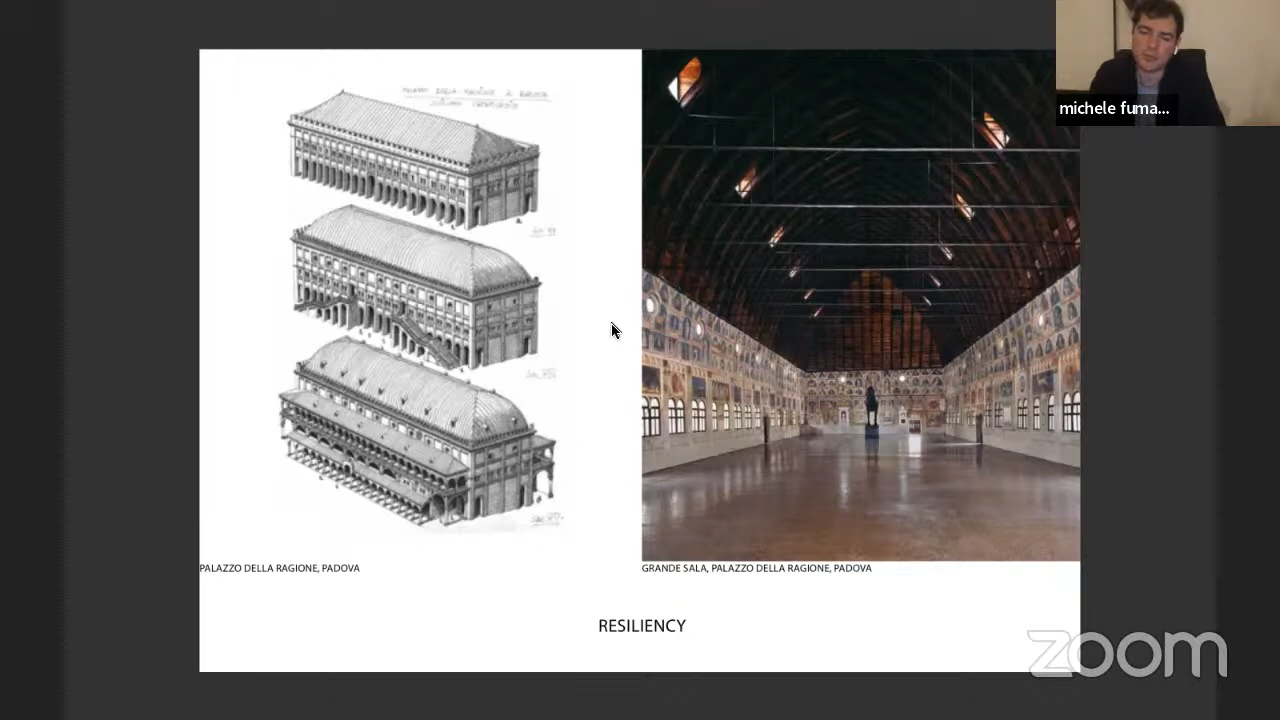 michele fuma...
PALAZZO DELLA RAGIONE, PADOVA
GRANDE SALA, PALAZZO DELLA RAGIONE, PADOVA
RESILIENCY
zoom